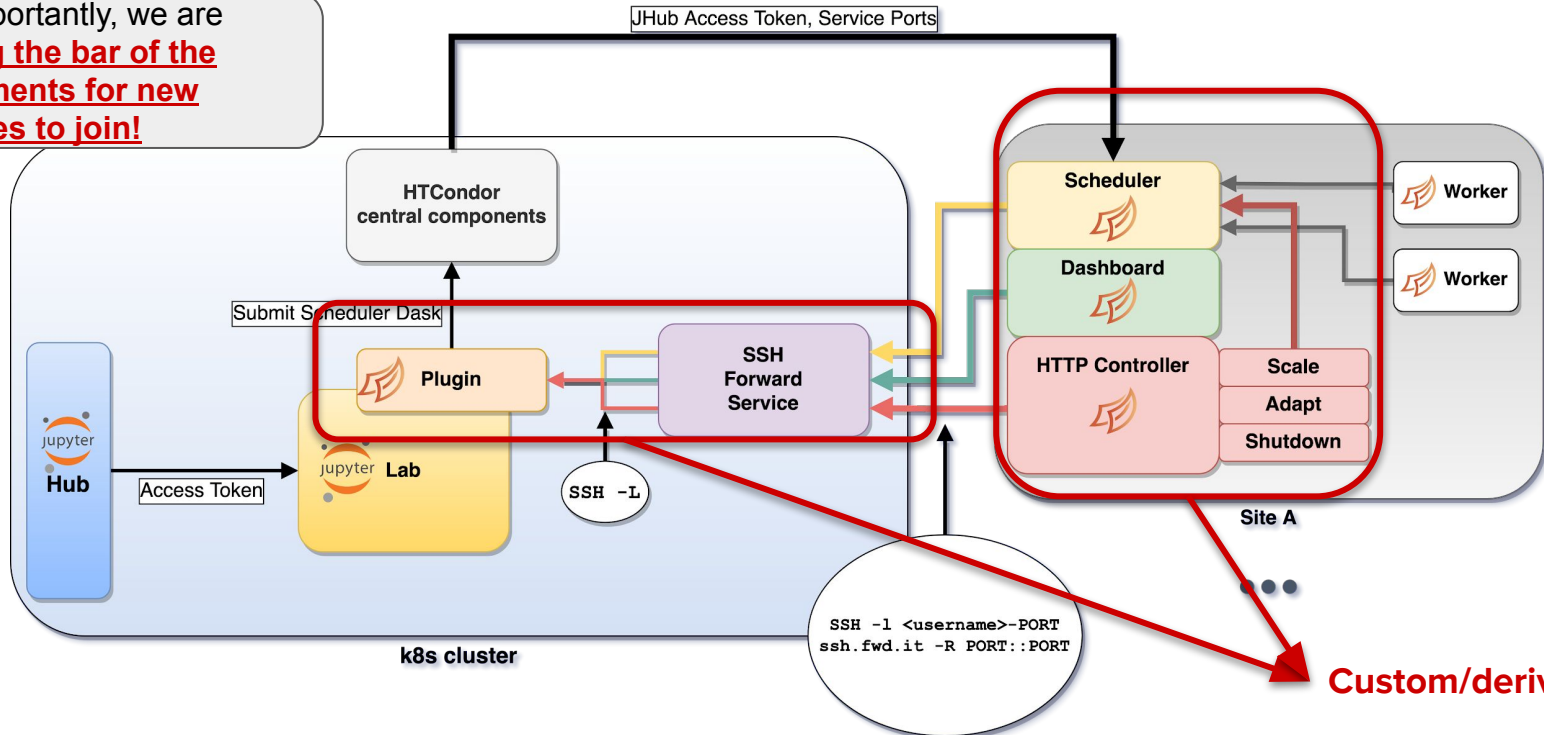 portantly, we are
the bar of the
ments for new
es to join!
JHub Access Token, Service Ports
HTCondor
central components
Submit Scheduler Dask
Plugin
SSH
Forward
Service
jupyter
Hub
Access Token
jupyter Lab
SSH -L
Scheduler
Dashboard
HTTP Controller
Scale
Adapt
Shutdown
Worker
Worker
Site A
SSH -l <username>-PORT
ssh.fwd.it -R PORT::PORT
k8s cluster
Custom/deriv